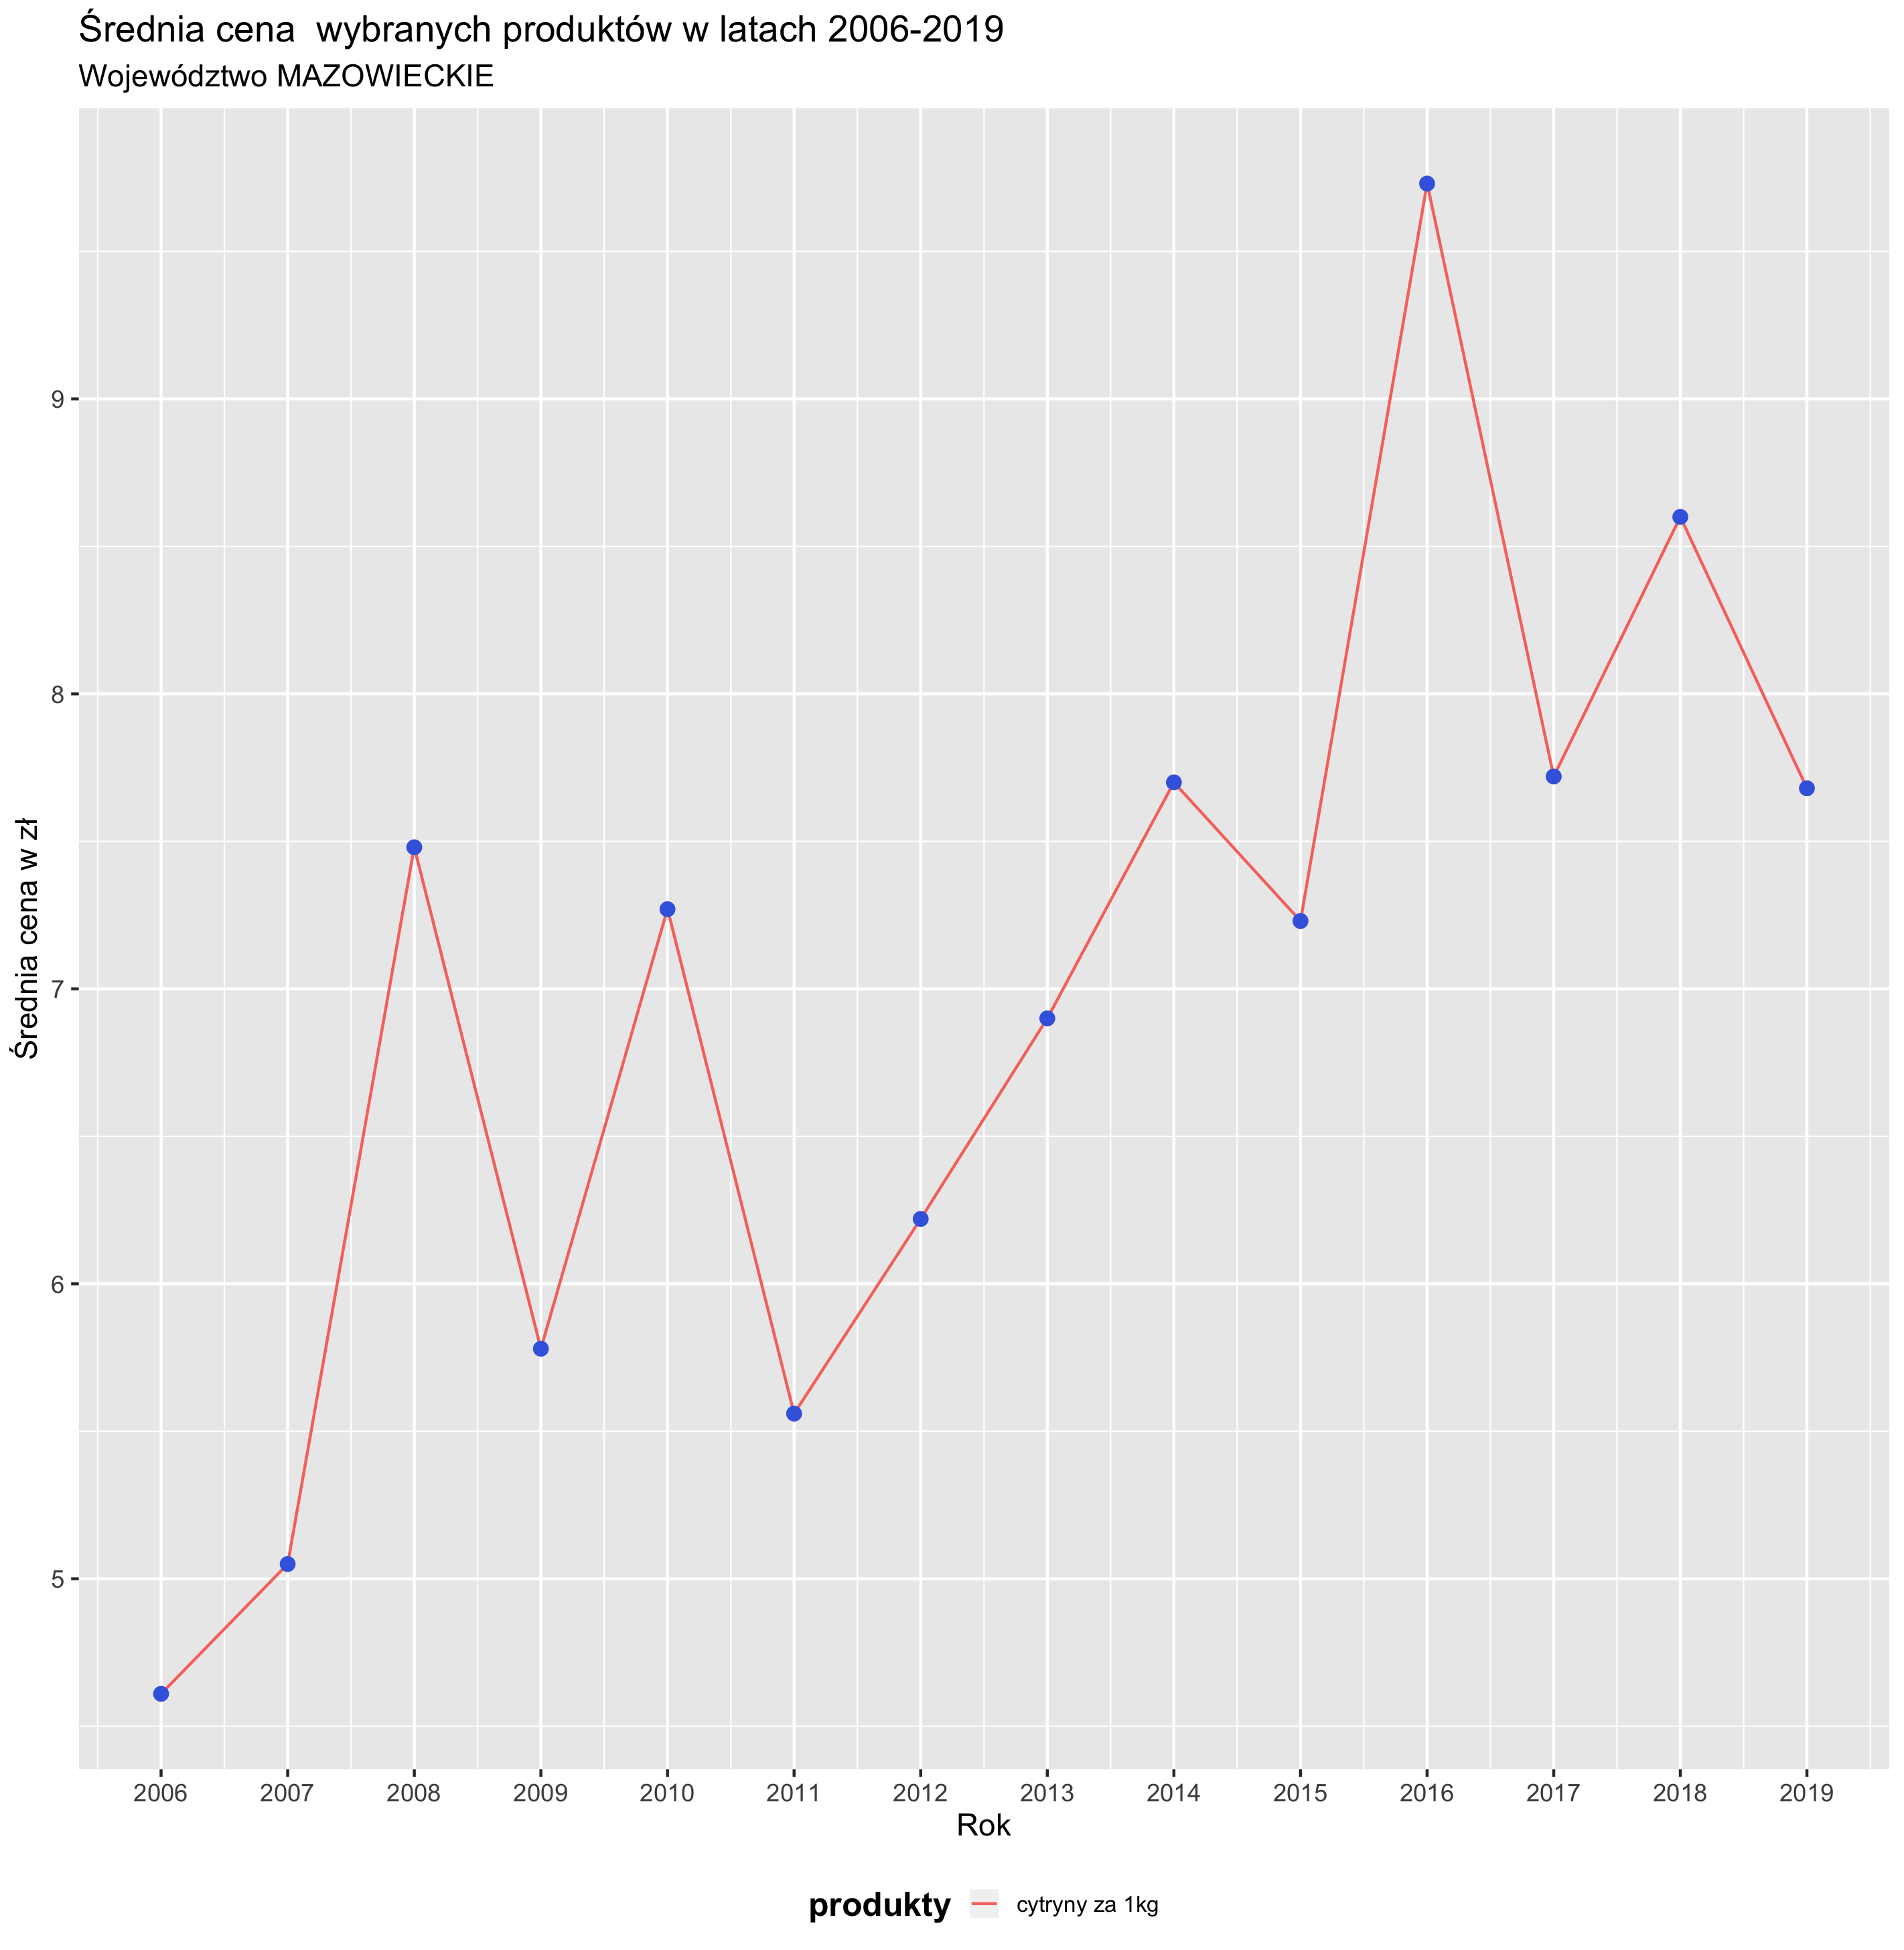 Średnia cena  wybranych produktów w latach 2006-2019
Województwo MAZOWIECKIE
Średnia cena w zł
9
8
7
6
5
2006 2007 2008 2009 2010 2011 2012 2013 2014 2015 2016 2017 2018 2019
Rok
produkty cytryny za 1kg